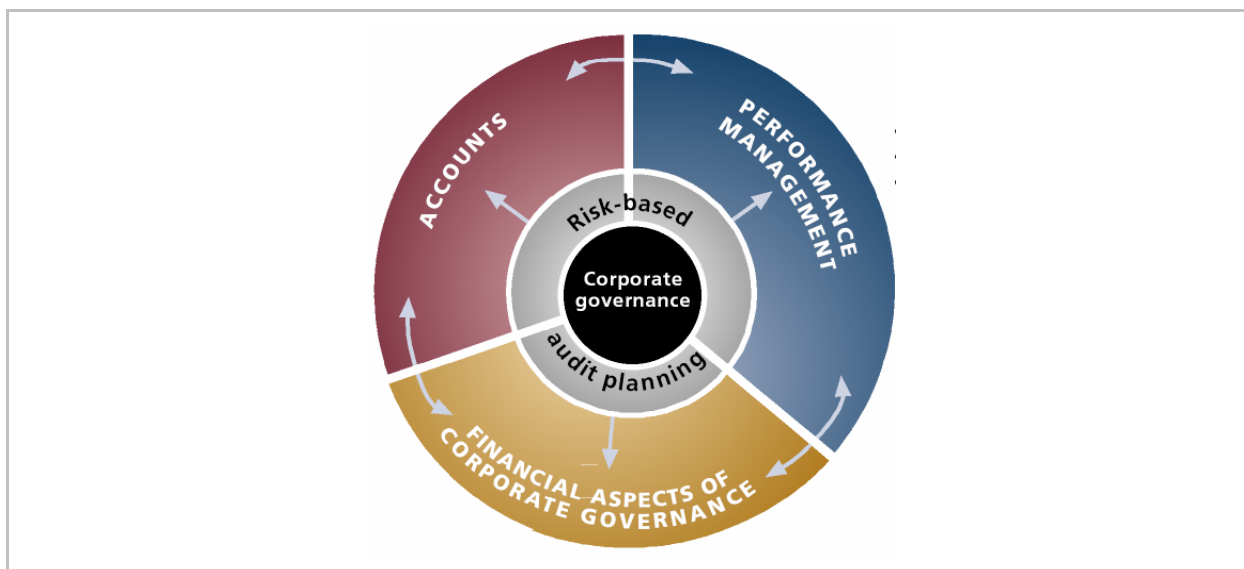 ACCOUNTS
PERFORMANCE
MANAGEMENT
Risk-based
Corporate
governance
audit planning
FINANCIAL ASPECTS OF
CORPORATE GOVERNANCE